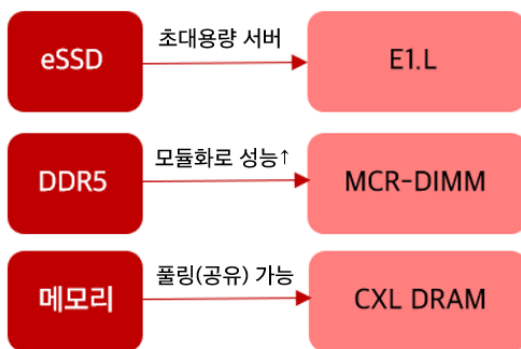 eSSD
초대용량 서버
E1.L
DDR5
모듈화로 성능↑
MCR-DIMM
메모리
풀링(공유) 가능
CXL DRAM